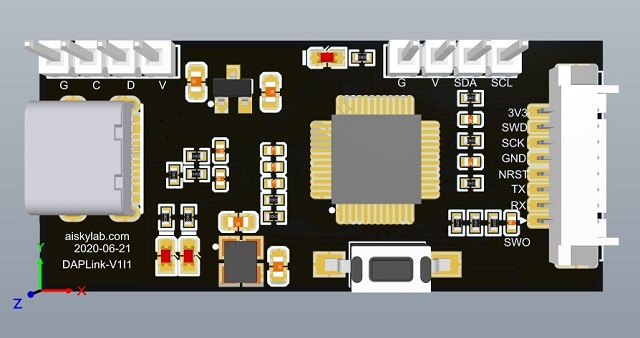 G C D V
G V SDA SCL
3V3
SWD
SCK
GND
NRST
TX
RX
SWO
aiskylab.com
2020-06-21
DAPLink-V1I1
Y
X
Z